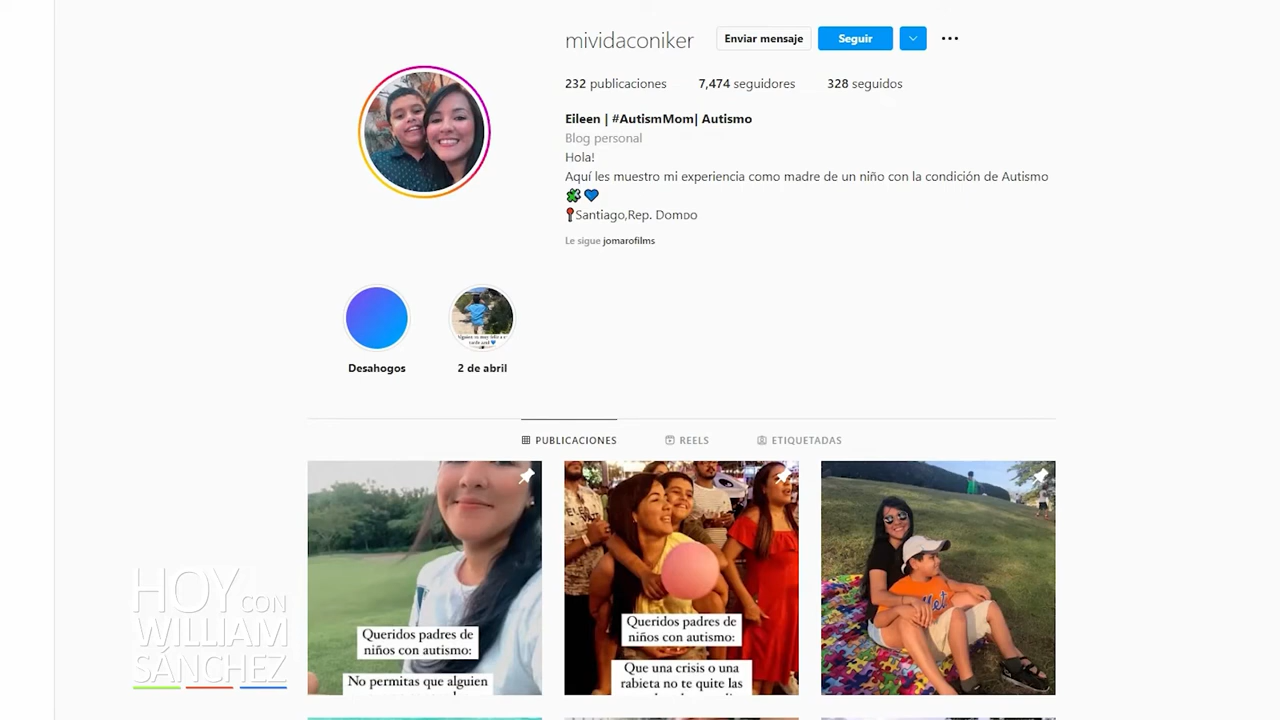 mividaconiker
Enviar mensaje
Seguir
232 publicaciones
7,474 seguidores
328 seguidos
Eileen | #AutismMom| Autismo
Blog personal
Hola!
Aquí les muestro mi experiencia como madre de un niño con la condición de Autismo
🧩💙
📍Santiago,Rep. Domɒo
Le sigue jomarofilms
Desahogos
2 de abril
PUBLICACIONES
REELS
ETIQUETADAS
Queridos padres de
niños con autismo:
No permitas que alguien
Queridos padres de
niños con autismo:
Que una crisis o una
rabieta no te quite las
HOY CON
WILLIAM
SÁNCHEZ